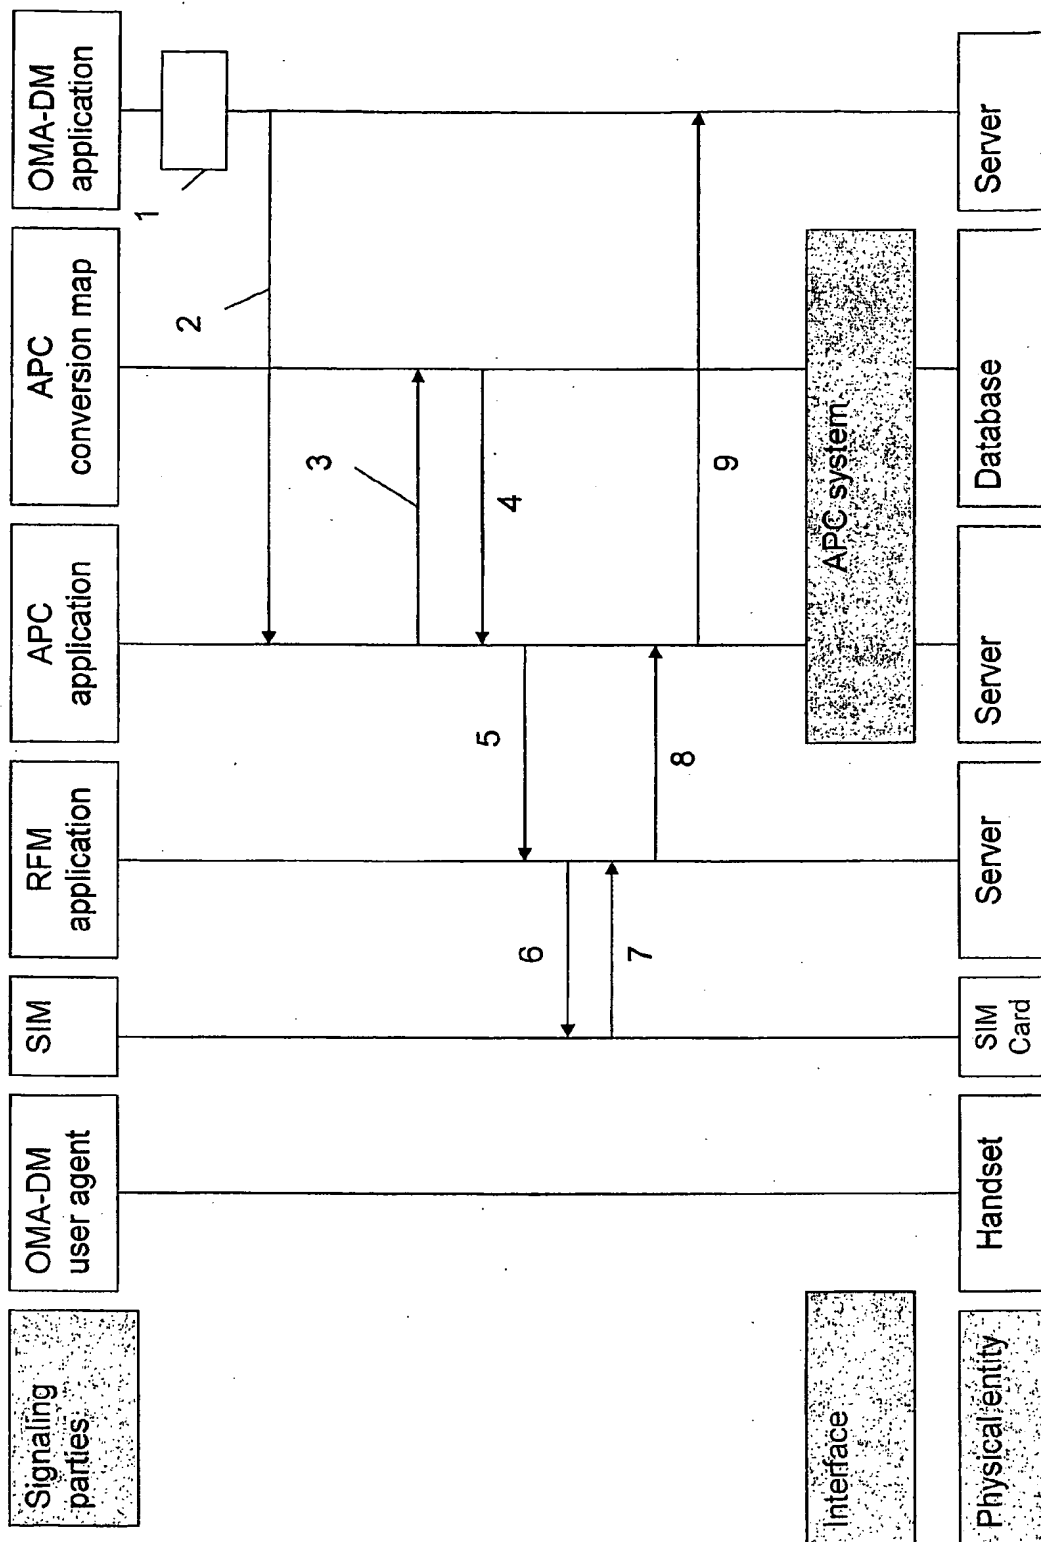 Signaling
parties:
OMA-DM
user agent
SIM
RFM
application
APC
application
APC
conversion map
OMA-DM
application
1
2
3
4
5
6
7
8
9
Interface
APC system
Physical entity
Handset
SIM
Card
Server
Server
Database
Server